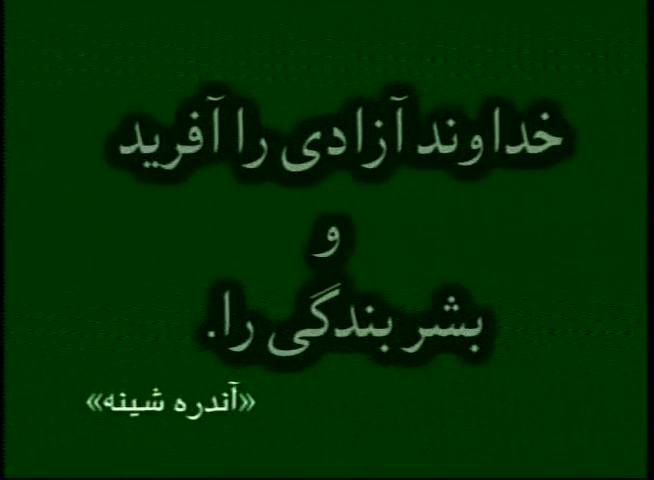 خداوند آزادی را آفرید
و
بشر بندگی را.
«آندره شینه»